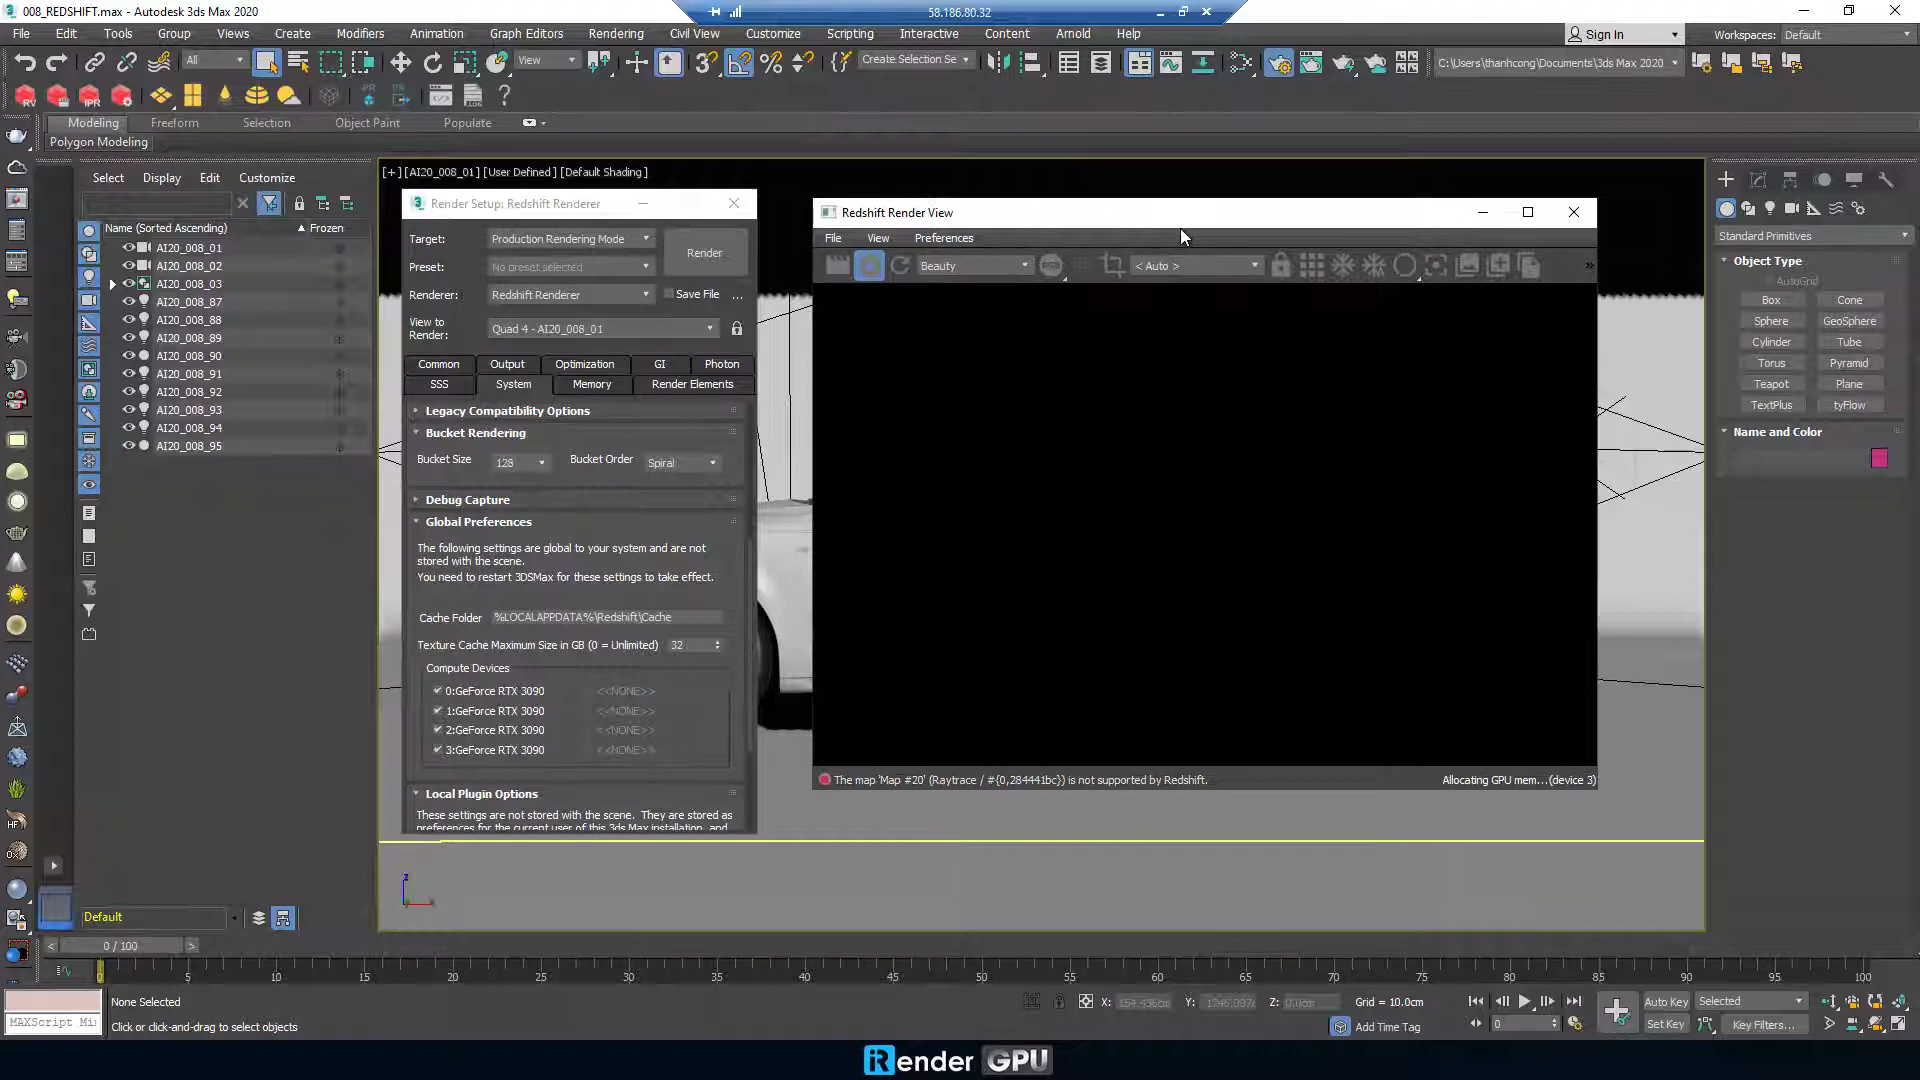 008_REDSHIFT.max - Autodesk 3ds Max 2020
58.186.80.32
File Edit Tools Group Views Create Modifiers Animation Graph Editors Rendering Civil View Customize Scripting Interactive Content Arnold Help
Sign In
Workspaces: Default
All
View
Create Selection Se
C:\Users\thanhcong\Documents\3ds Max 2020
RV
IPR
PR
LOG
Modeling Freeform Selection Object Paint Populate
Polygon Modeling
Select Display Edit Customize
Name (Sorted Ascending) Frozen
AI20_008_01
AI20_008_02
AI20_008_03
AI20_008_87
AI20_008_88
AI20_008_89
AI20_008_90
AI20_008_91
AI20_008_92
AI20_008_93
AI20_008_94
AI20_008_95
[+] [AI20_008_01] [User Defined] [Default Shading]
Render Setup: Redshift Renderer
Target: Production Rendering Mode
Render
Preset: No preset selected
Renderer: Redshift Renderer
Save File ...
View to Render: Quad 4 - AI20_008_01
Common Output Optimization GI Photon
SSS System Memory Render Elements
Legacy Compatibility Options
Bucket Rendering
Bucket Size 128 Bucket Order Spiral
Debug Capture
Global Preferences
The following settings are global to your system and are not
stored with the scene.
You need to restart 3DSMax for these settings to take effect.
Cache Folder %LOCALAPPDATA%\Redshift\Cache
Texture Cache Maximum Size in GB (0 = Unlimited) 32
Compute Devices
0:GeForce RTX 3090 <<NONE>>
1:GeForce RTX 3090 <<NONE>>
2:GeForce RTX 3090 <<NONE>>
3:GeForce RTX 3090 <<NONE>>
Local Plugin Options
These settings are not stored with the scene. They are stored as
preferences for the current user of this 3ds Max installation, and
Redshift Render View
File View Preferences
Beauty
RGB
< Auto >
The map 'Map #20' (Raytrace / #{0,284441bc}) is not supported by Redshift.
Allocating GPU mem...(device 3)
Standard Primitives
Object Type
AutoGrid
Box Cone
Sphere GeoSphere
Cylinder Tube
Torus Pyramid
Teapot Plane
TextPlus tyFlow
Name and Color
HF
z
Default
0 / 100
0 5 10 15 20 25 30 35 40 45 50 55 60 65 70 75 80 85 90 95 100
None Selected
X: 154.436cm Y: Z: 0.0cm Grid = 10.0cm
Auto Key Selected
MAXScript Mi
Click or click-and-drag to select objects
Add Time Tag
0
Set Key Key Filters...
iRender GPU